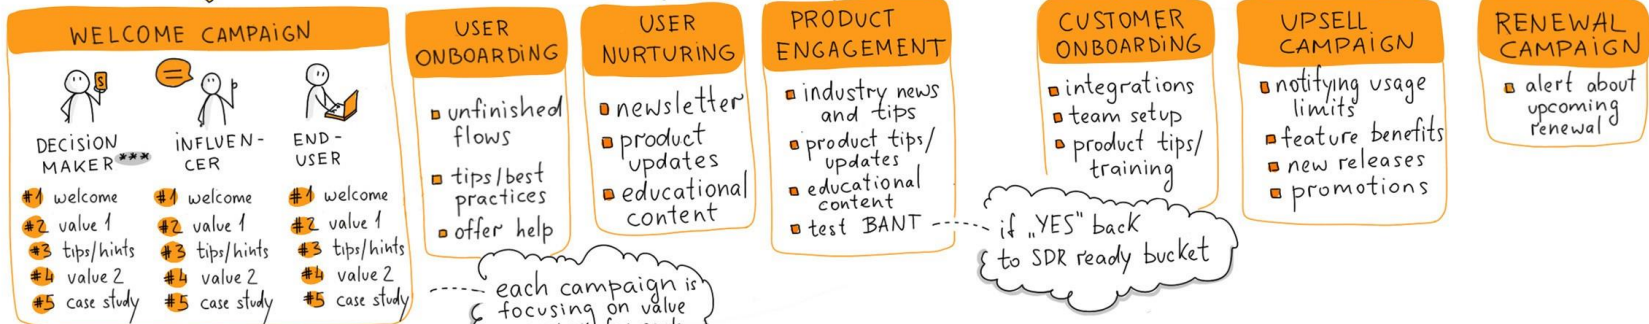 WELCOME CAMPAIGN
DECISION
MAKER ***
#1 welcome
#2 value 1
#3 tips/hints
#4 value 2
#5 case study
INFLUEN-
CER
#1 welcome
#2 value 1
#3 tips/hints
#4 value 2
#5 case study
END-
USER
#1 welcome
#2 value 1
#3 tips/hints
#4 value 2
#5 case study
USER
ONBOARDING
unfinished
flows
tips/best
practices
offer help
each campaign is
focusing on value
USER
NURTURING
newsletter
product
updates
educational
content
PRODUCT
ENGAGEMENT
industry news
and tips
product tips/
updates
educational
content
test BANT
if „YES" back
to SDR ready bucket
CUSTOMER
ONBOARDING
integrations
team setup
product tips/
training
UPSELL
CAMPAIGN
notifying usage
limits
feature benefits
new releases
promotions
RENEWAL
CAMPAIGN
alert about
upcoming
renewal